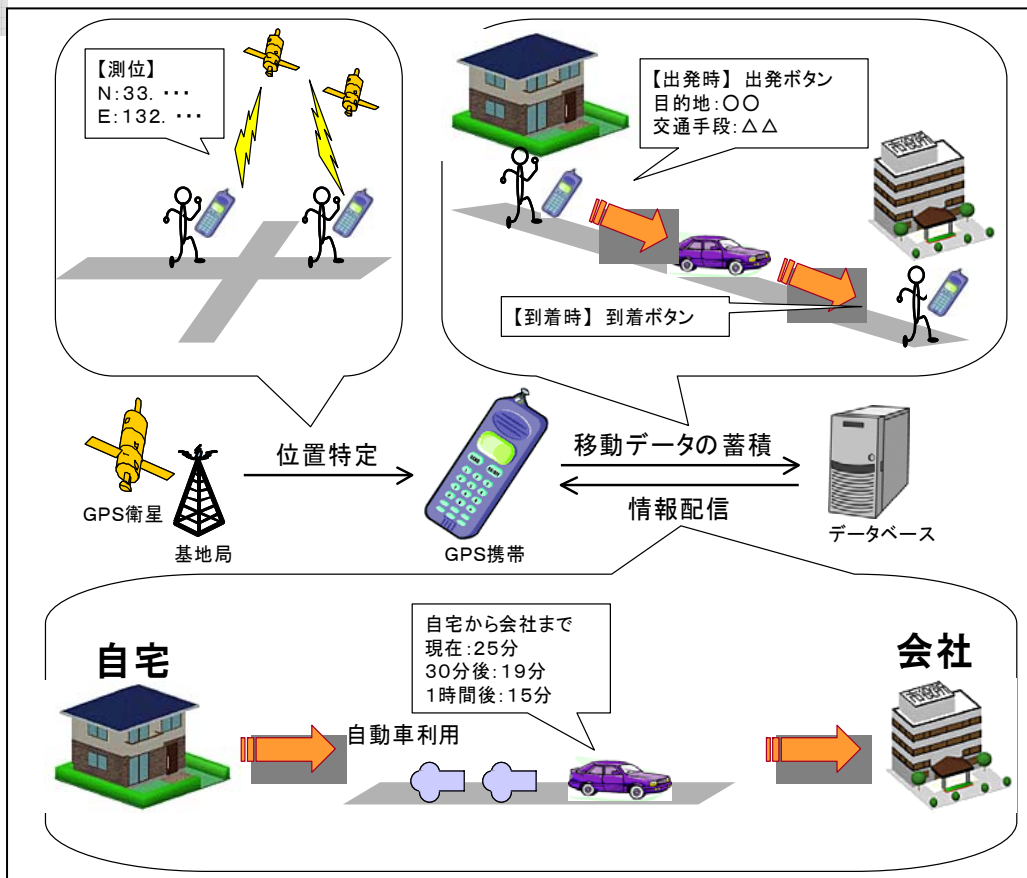 【測位】
N:33. ・・・
E:132. ・・・
【出発時】 出発ボタン
目的地:○○
交通手段:△△
【到着時】 到着ボタン
位置特定
移動データの蓄積
情報配信
GPS衛星
基地局
GPS携帯
データベース
自宅から会社まで
現在:25分
30分後:19分
1時間後:15分
自宅
会社
自動車利用